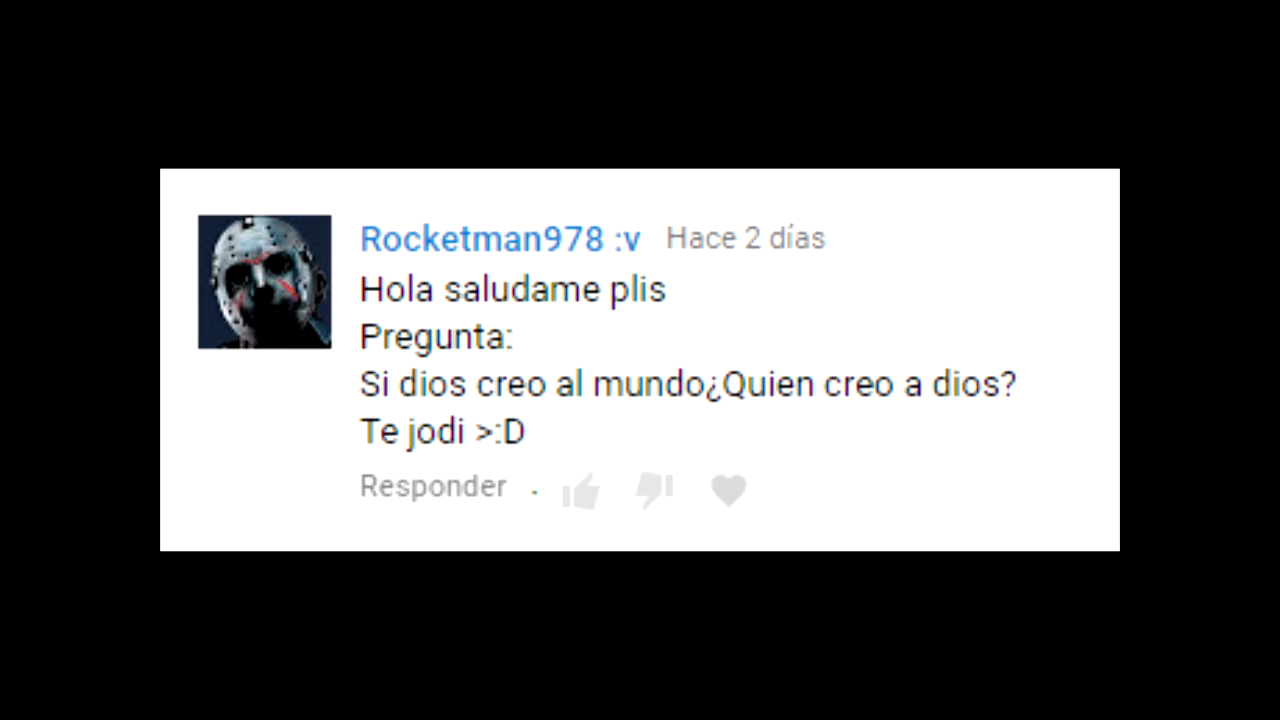 Rocketman978 :v Hace 2 días
Hola saludame plis
Pregunta:
Si dios creo al mundo¿Quien creo a dios?
Te jodi >:D
Responder .